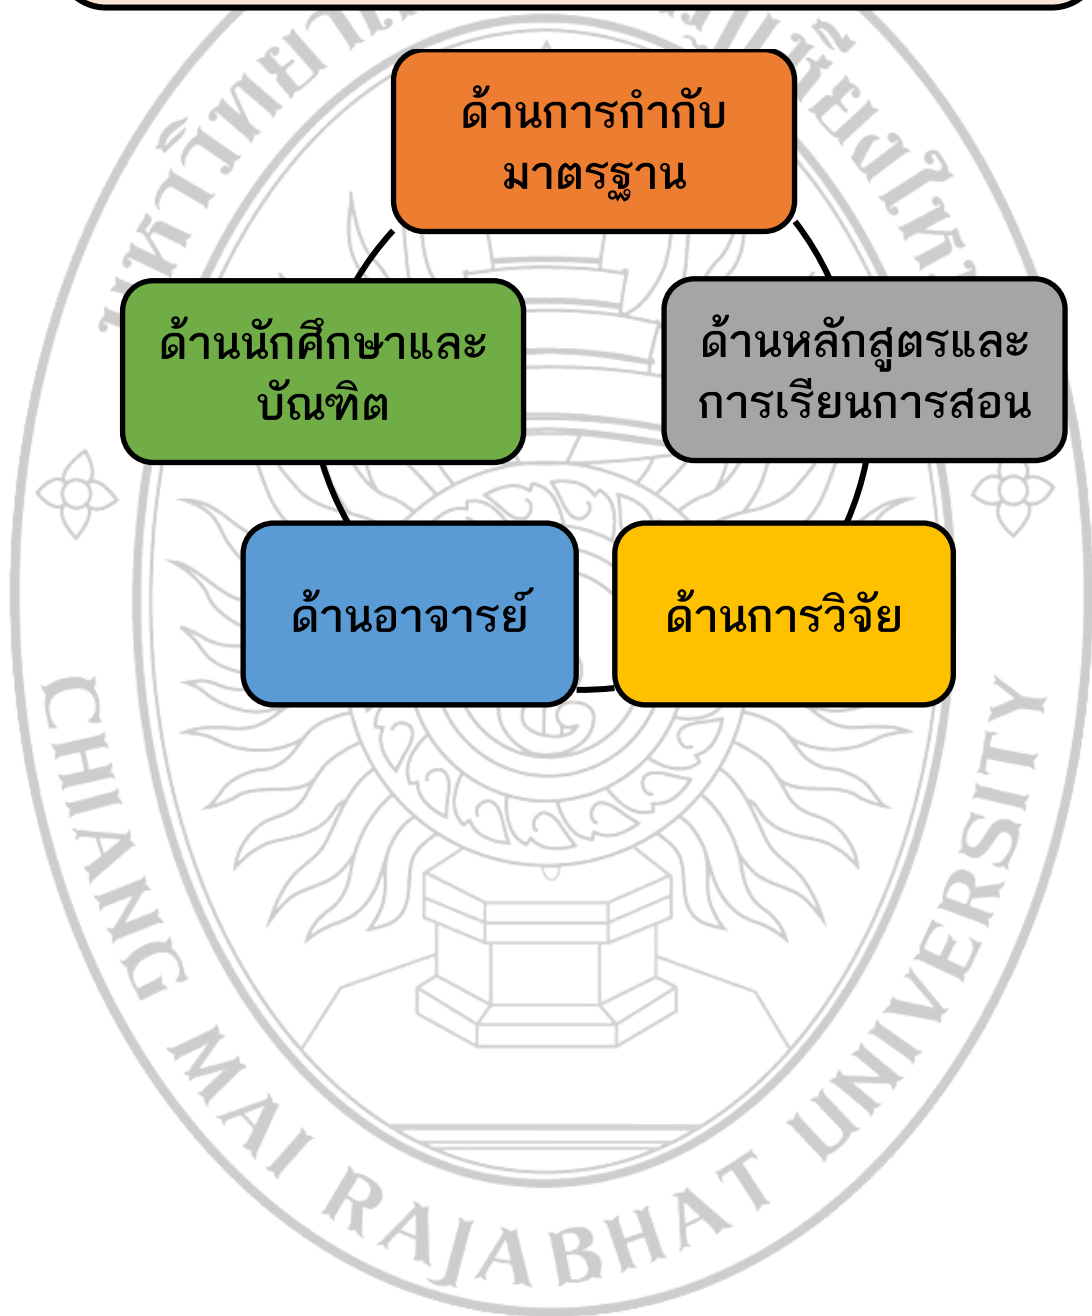 ด้านการกำกับ
มาตรฐาน
ด้านนักศึกษาและ
บัณฑิต
ด้านหลักสูตรและ
การเรียนการสอน
ด้านอาจารย์
ด้านการวิจัย
CHIANG MAI RAJABHAT UNIVERSITY